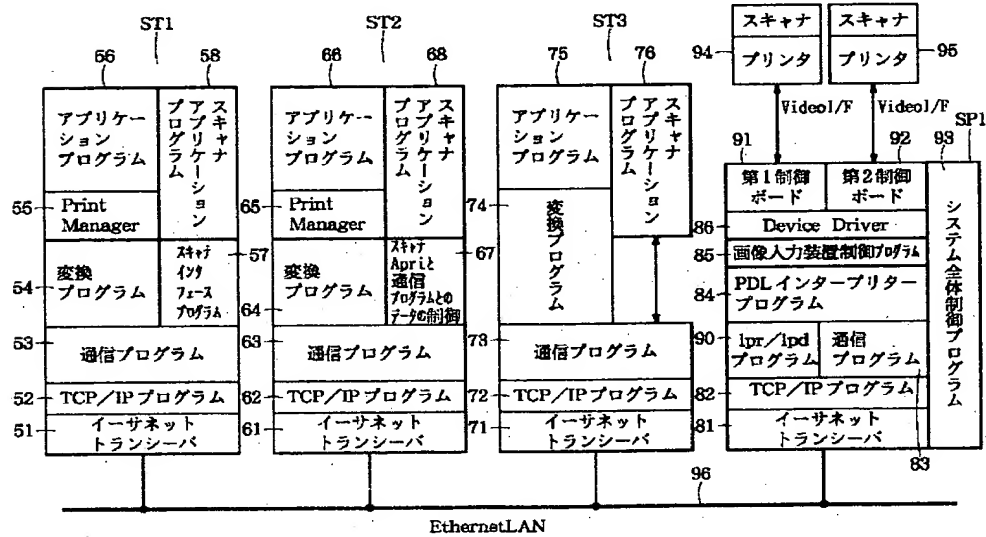 ST1
56
58
アプリケー
ション
プログラム
スキャナ
アプリケーション
プログラム
55
Print
Manager
54
変換
プログラム
スキャナ
インタ
フェース
プログラム
57
53
通信プログラム
52
TCP/IPプログラム
51
イーサネット
トランシーバ
ST2
66
68
アプリケー
ション
プログラム
スキャナ
アプリケーション
プログラム
65
Print
Manager
67
変換
プログラム
64
スキャナ
Apriと
通信
プログラムとの
データの制御
63
通信プログラム
62
TCP/IPプログラム
61
イーサネット
トランシーバ
ST3
75
76
アプリケー
ション
プログラム
スキャナ
アプリケーション
プログラム
74
変換プログラム
73
通信プログラム
72
TCP/IPプログラム
71
イーサネット
トランシーバ
スキャナ
プリンタ
94
スキャナ
プリンタ
95
VideoI/F
VideoI/F
SP1
91
92
93
第1制御
ボード
第2制御
ボード
システム全体制御プログラム
86
Device Driver
85
画像入力装置制御プログラム
84
PDLインタープリター
プログラム
90
lpr/lpd
プログラム
通信
プログラム
82
TCP/IPプログラム
81
イーサネット
トランシーバ
83
96
EthernetLAN